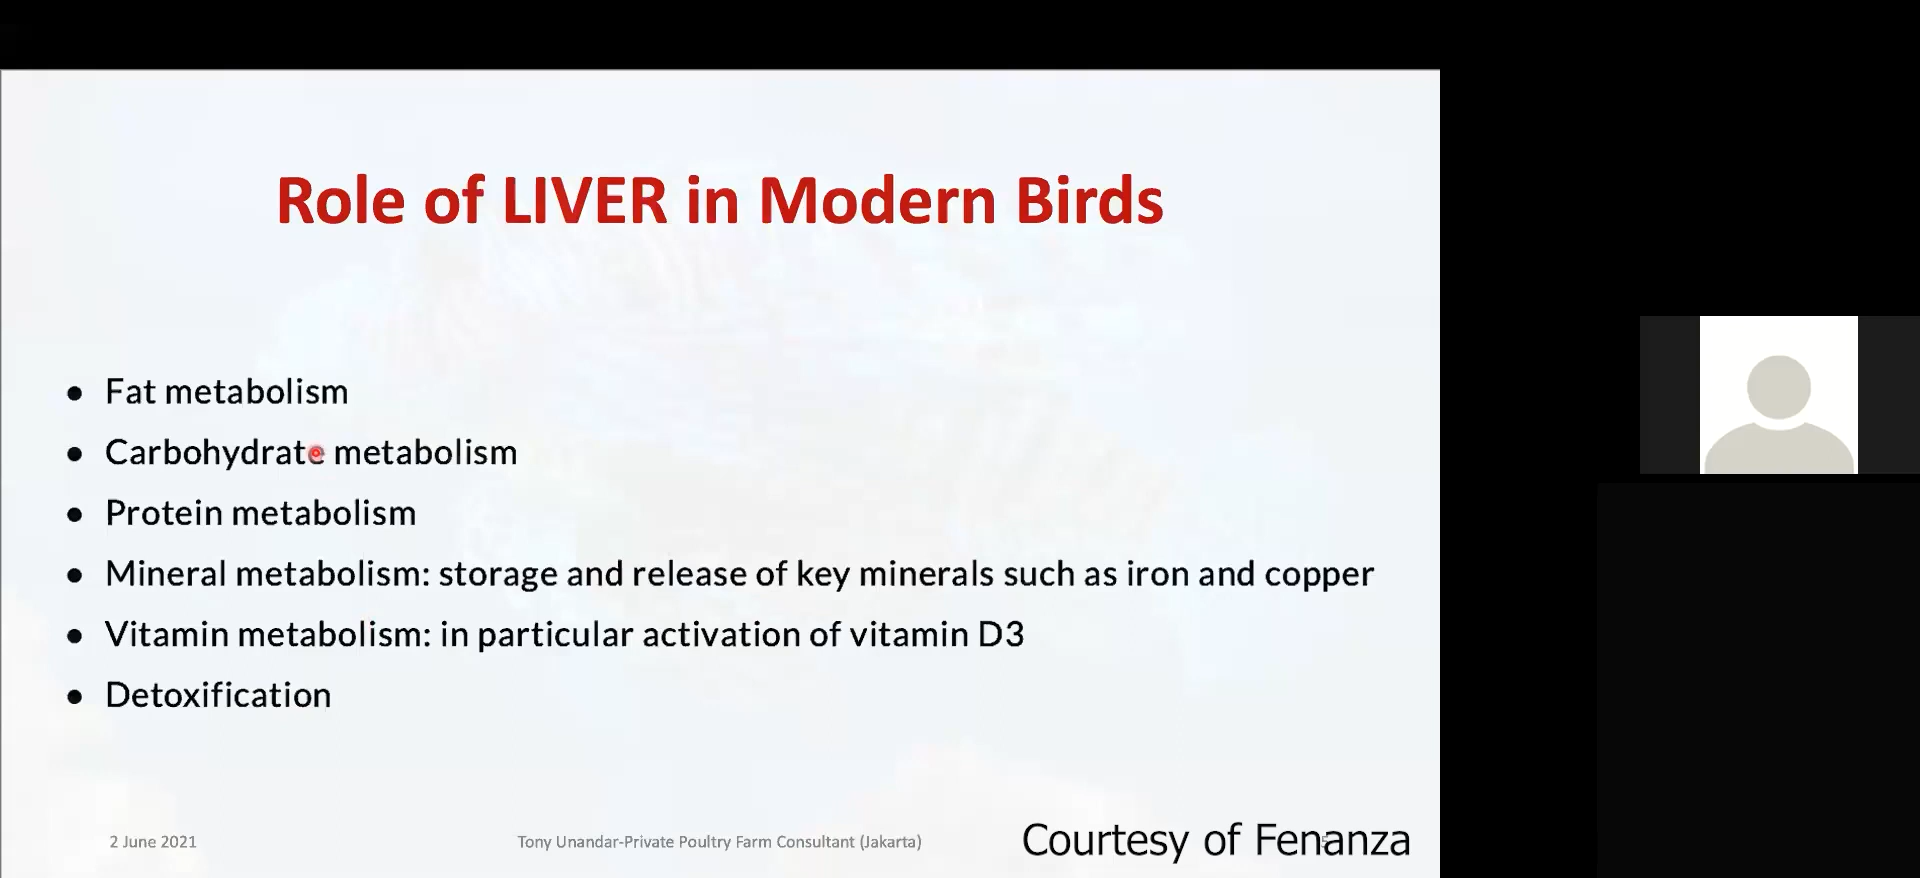 Role of LIVER in Modern Birds
• Fat metabolism
• Carbohydrate metabolism
• Protein metabolism
• Mineral metabolism: storage and release of key minerals such as iron and copper
• Vitamin metabolism: in particular activation of vitamin D3
• Detoxification
2 June 2021
Tony Unandar-Private Poultry Farm Consultant (Jakarta)
Courtesy of Fenanza